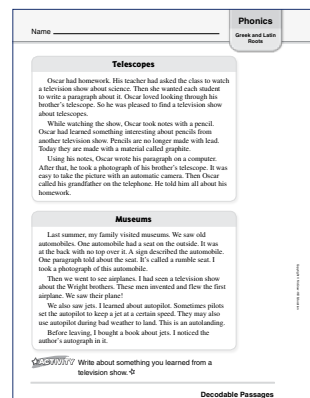 Phonics
Greek and Latin
Roots
Name
Telescopes
Oscar had homework. His teacher had asked the class to watch
a television show about science. Then she wanted each student
to write a paragraph about it. Oscar loved looking through his
brother's telescope. So he was pleased to find a television show
about telescopes.
While watching the show, Oscar took notes with a pencil.
Oscar had learned something interesting about pencils from
another television show. Pencils are no longer made with lead.
Today they are made with a material called graphite.
Using his notes, Oscar wrote his paragraph on a computer.
After that, he took a photograph of his brother's telescope. It was
easy to take the picture with an automatic camera. Then Oscar
called his grandfather on the telephone. He told him all about his
homework.
Museums
Last summer, my family visited museums. We saw old
automobiles. One automobile had a seat on the outside. It was
at the back with no top over it. A sign described the automobile.
One paragraph told about the seat. It's called a rumble seat. I
took a photograph of this automobile.
Then we went to see airplanes. I had seen a television show
about the Wright brothers. These men invented and flew the first
airplane. We saw their plane!
We also saw jets. I learned about autopilot. Sometimes pilots
set the autopilot to keep a jet at a certain speed. They may also
use autopilot during bad weather to land. This is an autolanding.
Before leaving, I bought a book about jets. I noticed the
author's autograph in it.
ACTIVITY Write about something you learned from a
television show.
Decodable Passages